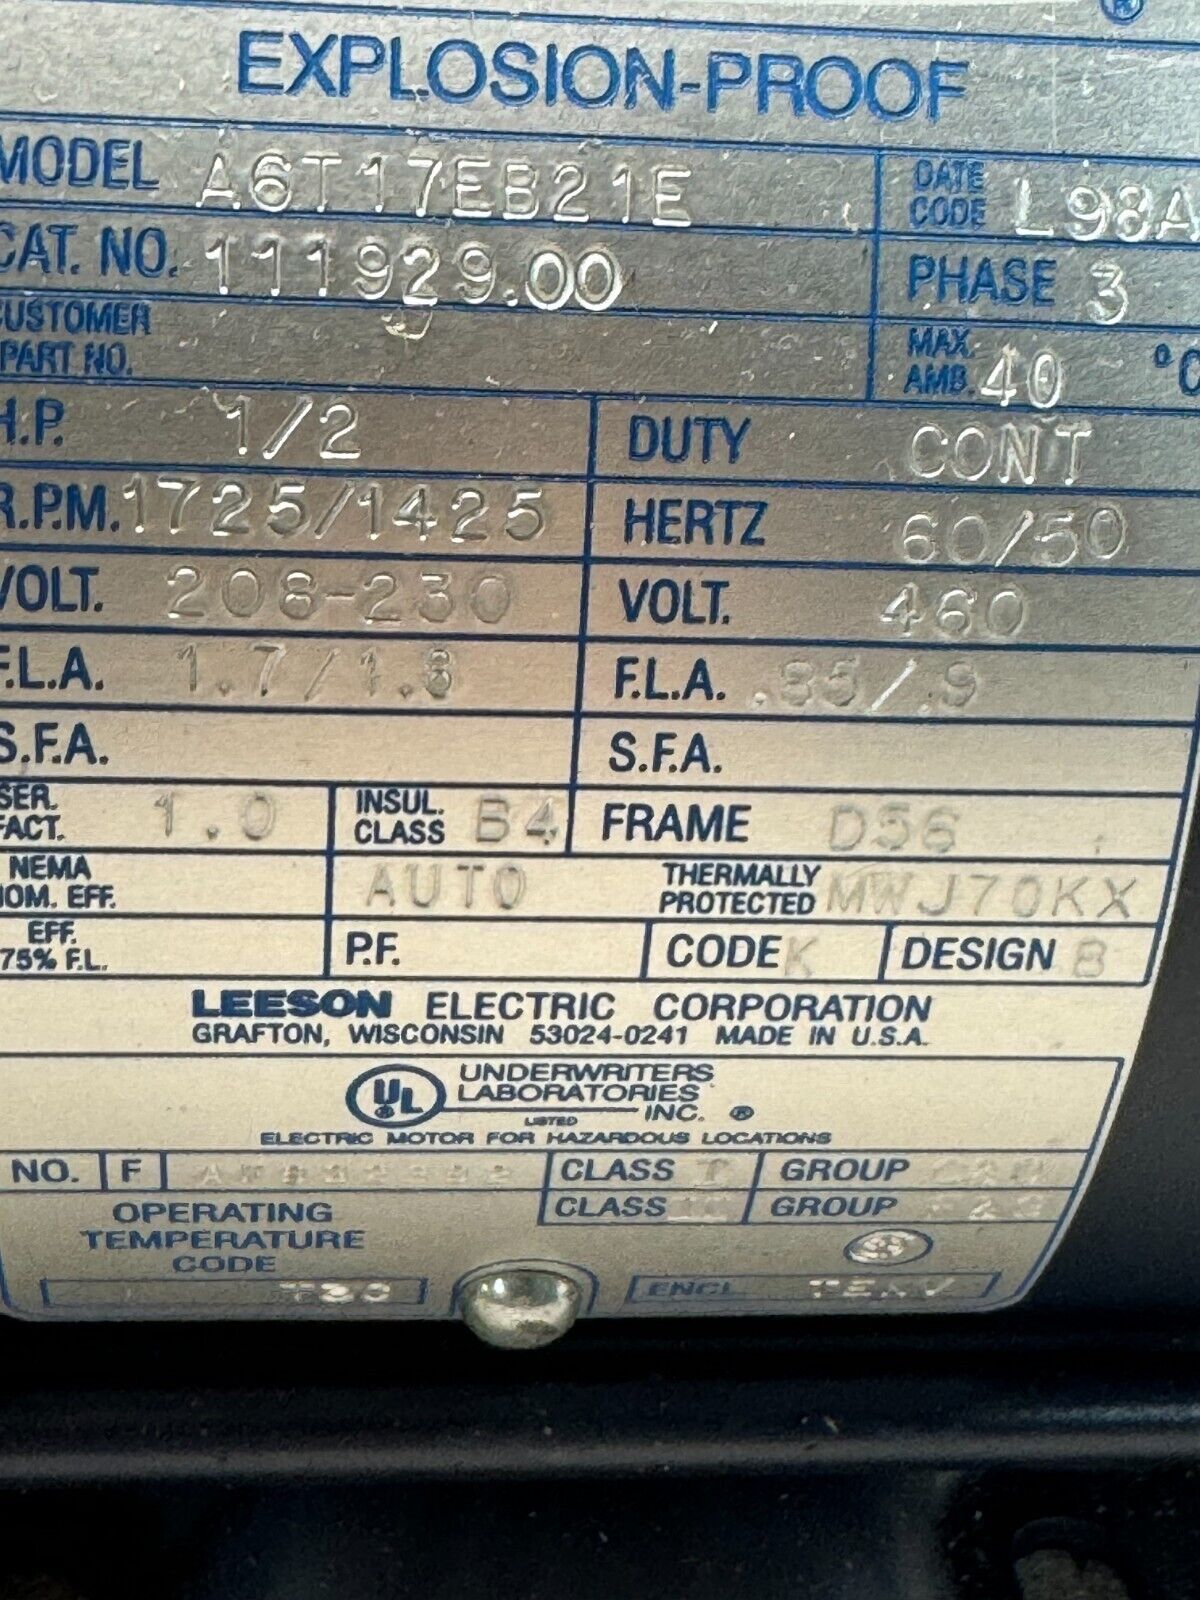 ®
EXPLOSION-PROOF
MODEL A6T17EB21E DATE CODE L98A
CAT. NO. 111929.00 PHASE 3
CUSTOMER PART NO. MAX. AMB. 40 °C
H.P. 1/2 DUTY CONT
R.P.M. 1725/1425 HERTZ 60/50
VOLT. 208-230 VOLT. 460
F.L.A. 1.7/1.8 F.L.A. .85/.9
S.F.A. S.F.A.
SER. FACT. 1.0 INSUL. CLASS B4 FRAME D56
NEMA NOM. EFF. AUTO THERMALLY PROTECTED MWJ70KX
EFF. 75% F.L. P.F. CODE K DESIGN B
LEESON ELECTRIC CORPORATION
GRAFTON, WISCONSIN 53024-0241 MADE IN U.S.A.
UL ® UNDERWRITERS
LABORATORIES
INC. ®
LISTED
ELECTRIC MOTOR FOR HAZARDOUS LOCATIONS
NO. F CLASS I GROUP
CLASS II GROUP
OPERATING
TEMPERATURE
CODE
ENCL TENV